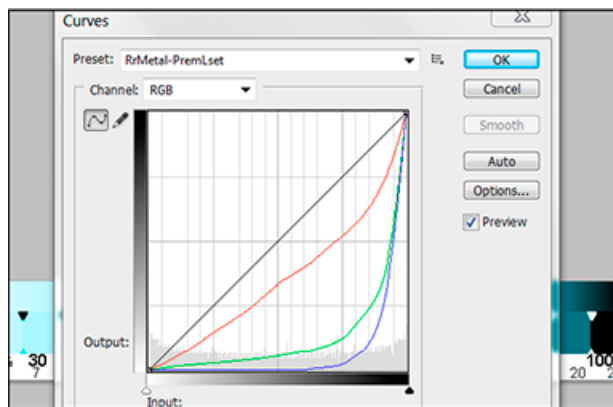 Curves
Preset: RrMetal-PremLset
OK
Channel: RGB
Cancel
Smooth
Auto
Options...
Preview
Output:
30
7
100
20
Input: